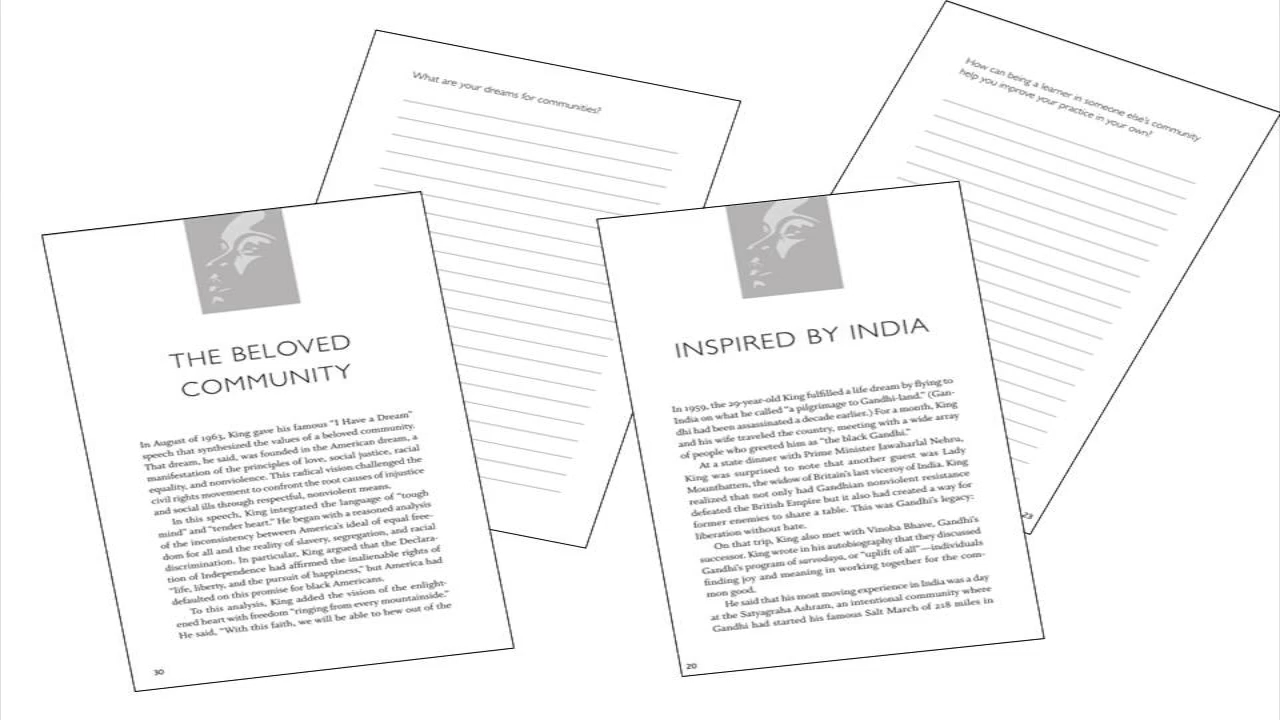 What are your dreams for communities?
THE BELOVED
COMMUNITY
In August of 1963, King gave his famous "I Have a Dream"
speech that synthesized the values of a beloved community.
That dream, he said, was founded in the American dream, a
manifestation of the principles of love, social justice, racial
equality, and nonviolence. This radical vision challenged the
civil rights movement to confront the root causes of injustice
and social ills through respectful, nonviolent means.
In this speech, King integrated the language of "tough
mind" and "tender heart." He began with a reasoned analysis
of the inconsistency between America's ideal of equal free-
dom for all and the reality of slavery, segregation, and racial
discrimination. In particular, King argued that the Declara-
tion of Independence had affirmed the inalienable rights of
"life, liberty, and the pursuit of happiness," but America had
defaulted on this promise for black Americans.
To this analysis, King added the vision of the enlight-
ened heart with freedom "ringing from every mountainside."
He said, "With this faith, we will be able to hew out of the
30
How can being a learner in someone else's community
help you improve your practice in your own?
23
INSPIRED BY INDIA
In 1959, the 29-year-old King fulfilled a life-dream by flying to
India on what he called "a pilgrimage to Gandhi-land." (Gan-
dhi had been assassinated a decade earlier.) For a month, King
and his wife traveled the country, meeting with a wide array
of people who greeted him as "the black Gandhi."
At a state dinner with Prime Minister Jawaharlal Nehru,
King was surprised to note that another guest was Lady
Mountbatten, the widow of Britain's last viceroy of India. King
realized that not only had Gandhian nonviolent resistance
defeated the British Empire but it also had created a way for
former enemies to share a table. This was Gandhi's legacy:
liberation without hate.
On that trip, King also met with Vinoba Bhave, Gandhi's
successor. King wrote in his autobiography that they discussed
Gandhi's program of sarvodaya, or "uplift of all"—individuals
finding joy and meaning in working together for the com-
mon good.
He said that his most moving experience in India was a day
at the Satyagraha Ashram, an intentional community where
Gandhi had started his famous Salt March of 218 miles in
20